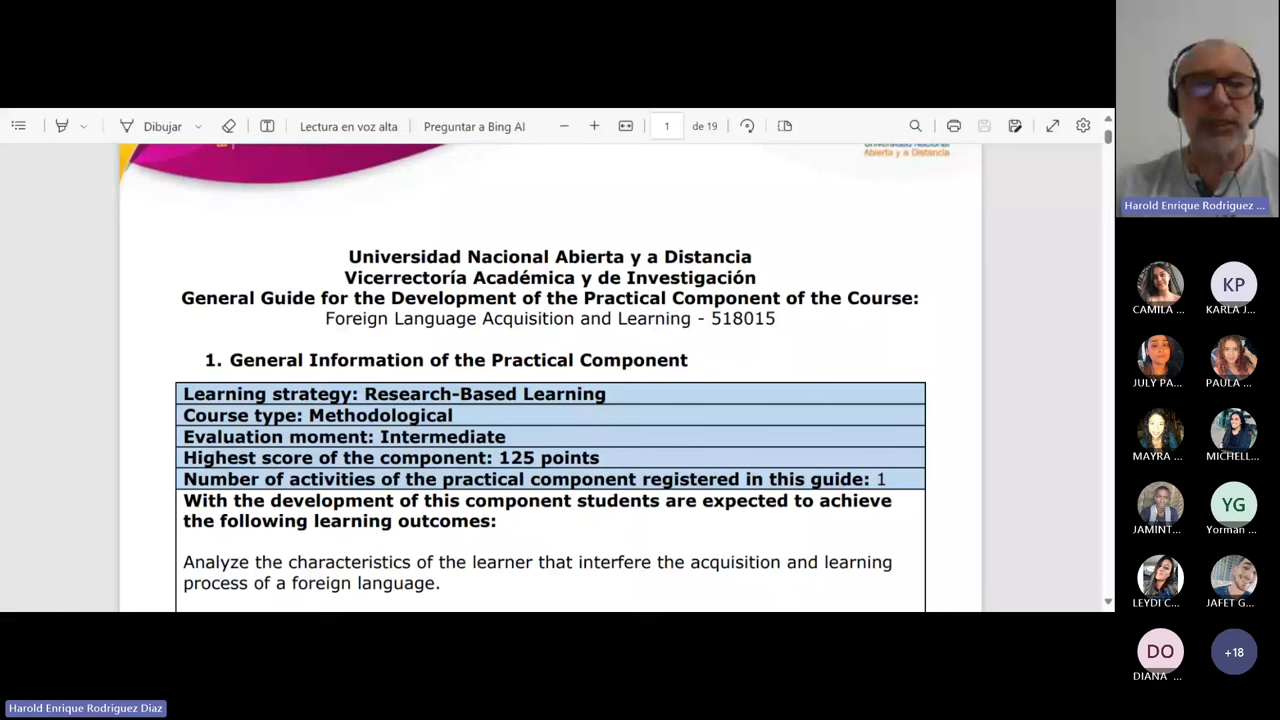 Dibujar
Lectura en voz alta
Preguntar a Bing AI
1
de 19
Universidad Nacional
Abierta y a Distancia
Universidad Nacional Abierta y a Distancia
Vicerrectoría Académica y de Investigación
General Guide for the Development of the Practical Component of the Course:
Foreign Language Acquisition and Learning - 518015
1. General Information of the Practical Component
Learning strategy: Research-Based Learning
Course type: Methodological
Evaluation moment: Intermediate
Highest score of the component: 125 points
Number of activities of the practical component registered in this guide: 1
With the development of this component students are expected to achieve
the following learning outcomes:
Analyze the characteristics of the learner that interfere the acquisition and learning
process of a foreign language.
Harold Enrique Rodriguez ...
CAMILA ...
KP
KARLA J...
JULY PA...
PAULA ...
MAYRA ...
MICHELL...
JAMINT...
YG
Yorman ...
LEYDI C...
JAFET G...
DO
DIANA ...
+18
Harold Enrique Rodriguez Diaz